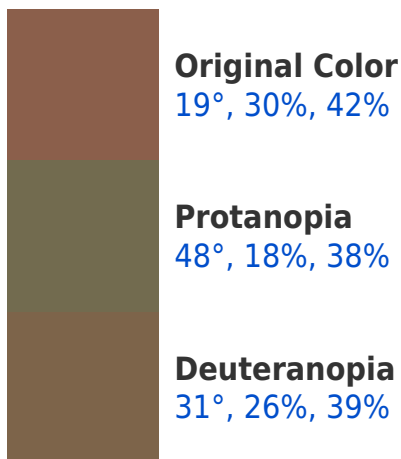 Original Color
19°, 30%, 42%
Protanopia
48°, 18%, 38%
Deuteranopia
31°, 26%, 39%